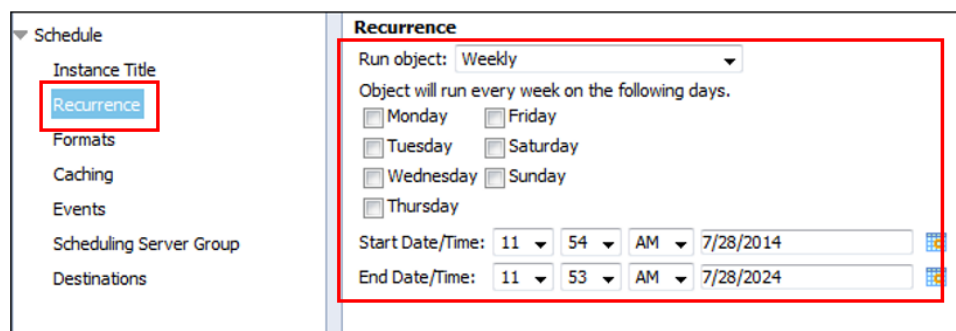 Schedule
Instance Title
Recurrence
Formats
Caching
Events
Scheduling Server Group
Destinations
Recurrence
Run object: Weekly
Object will run every week on the following days.
Monday Friday
Tuesday Saturday
Wednesday Sunday
Thursday
Start Date/Time: 11 54 AM 7/28/2014
End Date/Time: 11 53 AM 7/28/2024